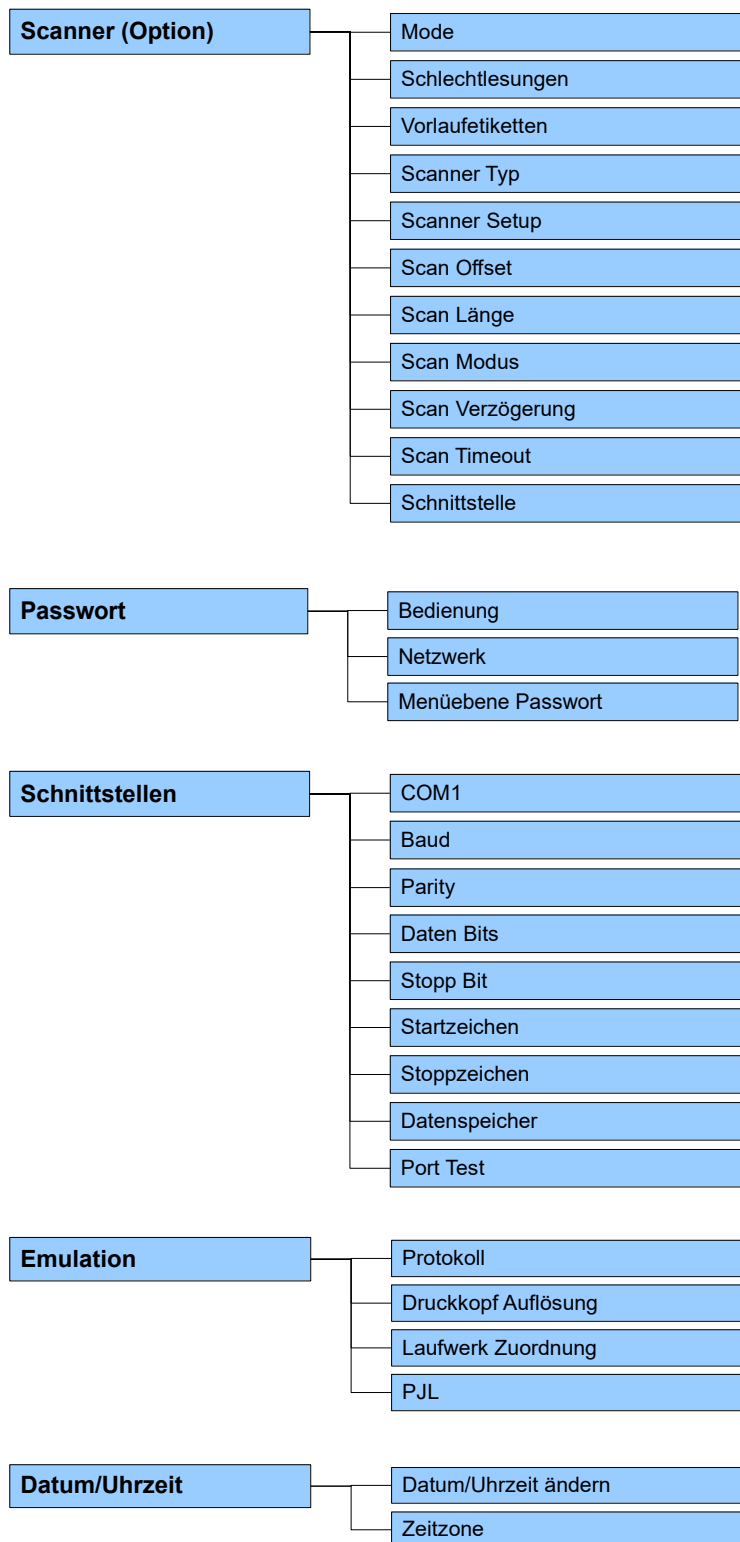 Scanner (Option)
Mode
Schlechtlesungen
Vorlaufetiketten
Scanner Typ
Scanner Setup
Scan Offset
Scan Länge
Scan Modus
Scan Verzögerung
Scan Timeout
Schnittstelle
Passwort
Bedienung
Netzwerk
Menüebene Passwort
Schnittstellen
COM1
Baud
Parity
Daten Bits
Stopp Bit
Startzeichen
Stoppzeichen
Datenspeicher
Port Test
Emulation
Protokoll
Druckkopf Auflösung
Laufwerk Zuordnung
PJL
Datum/Uhrzeit
Datum/Uhrzeit ändern
Zeitzone